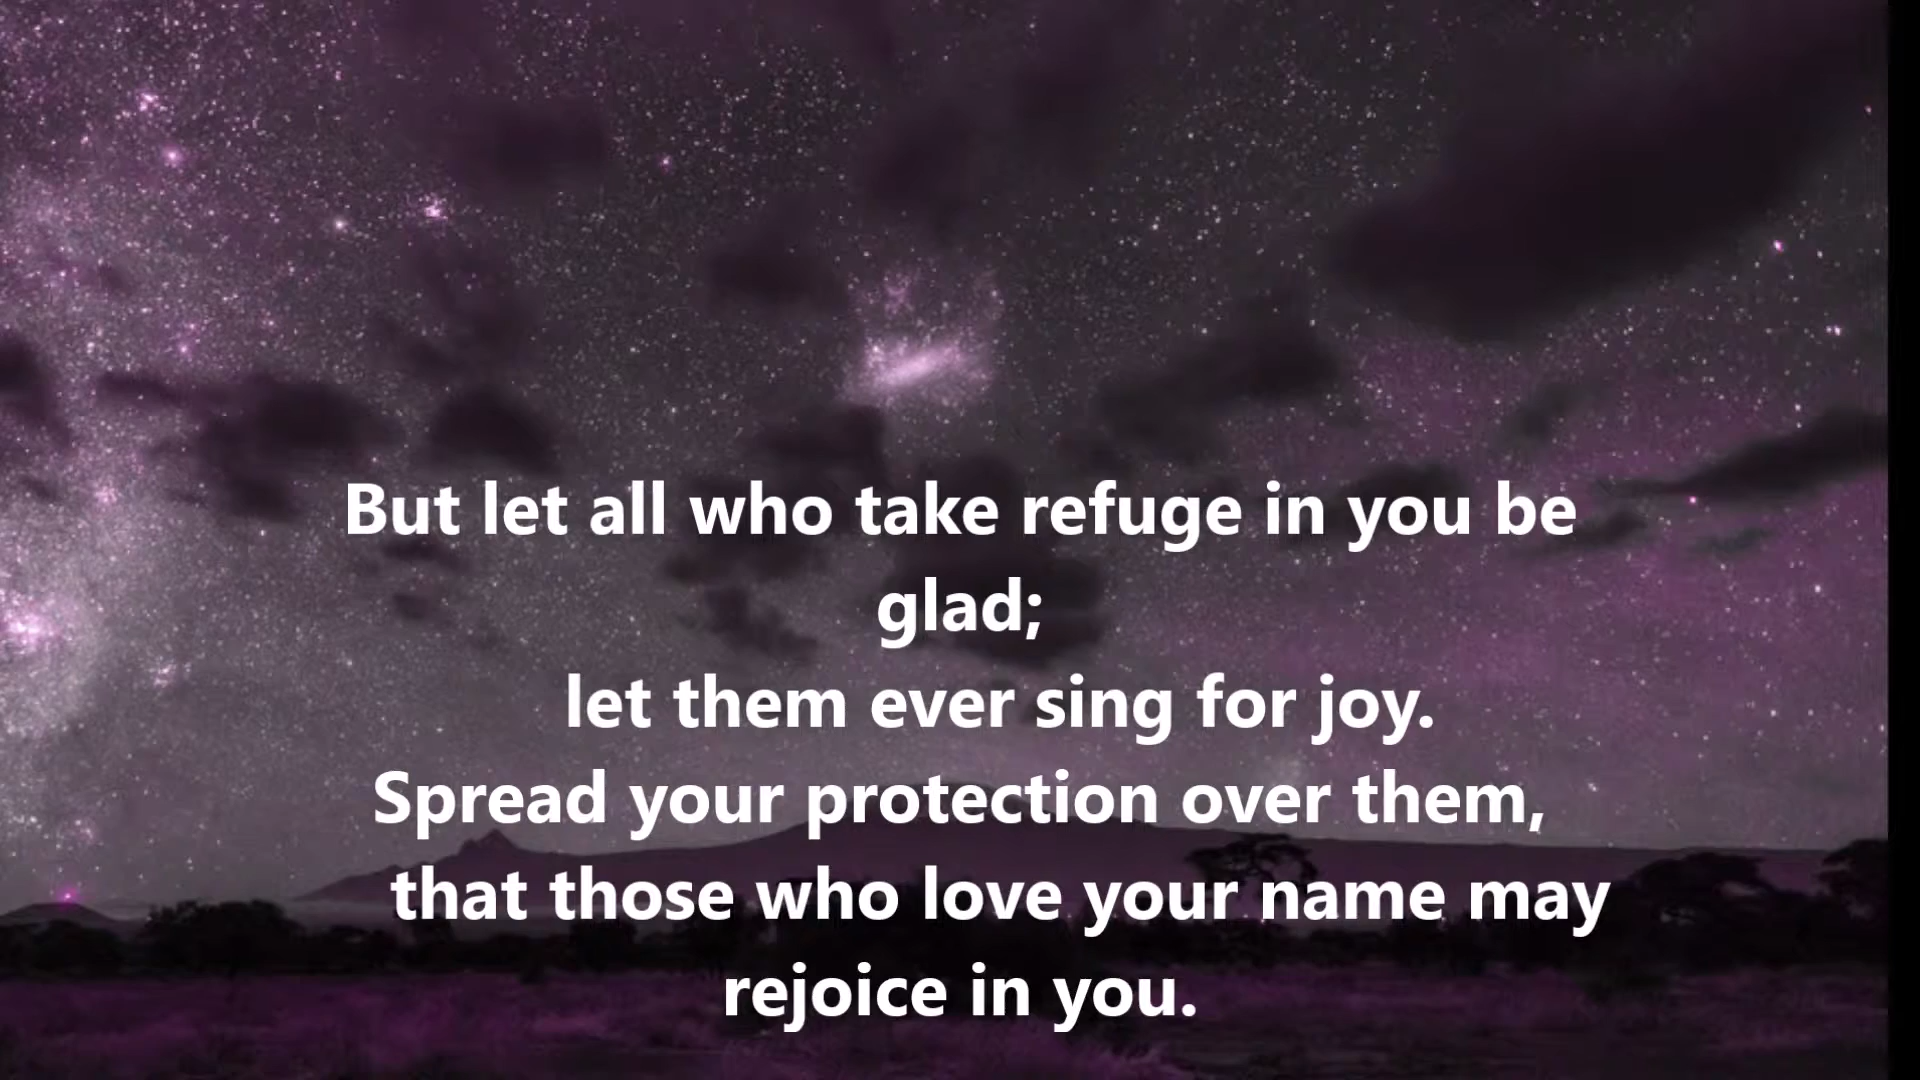 But let all who take refuge in you be
glad;
let them ever sing for joy.
Spread your protection over them,
that those who love your name may
rejoice in you.